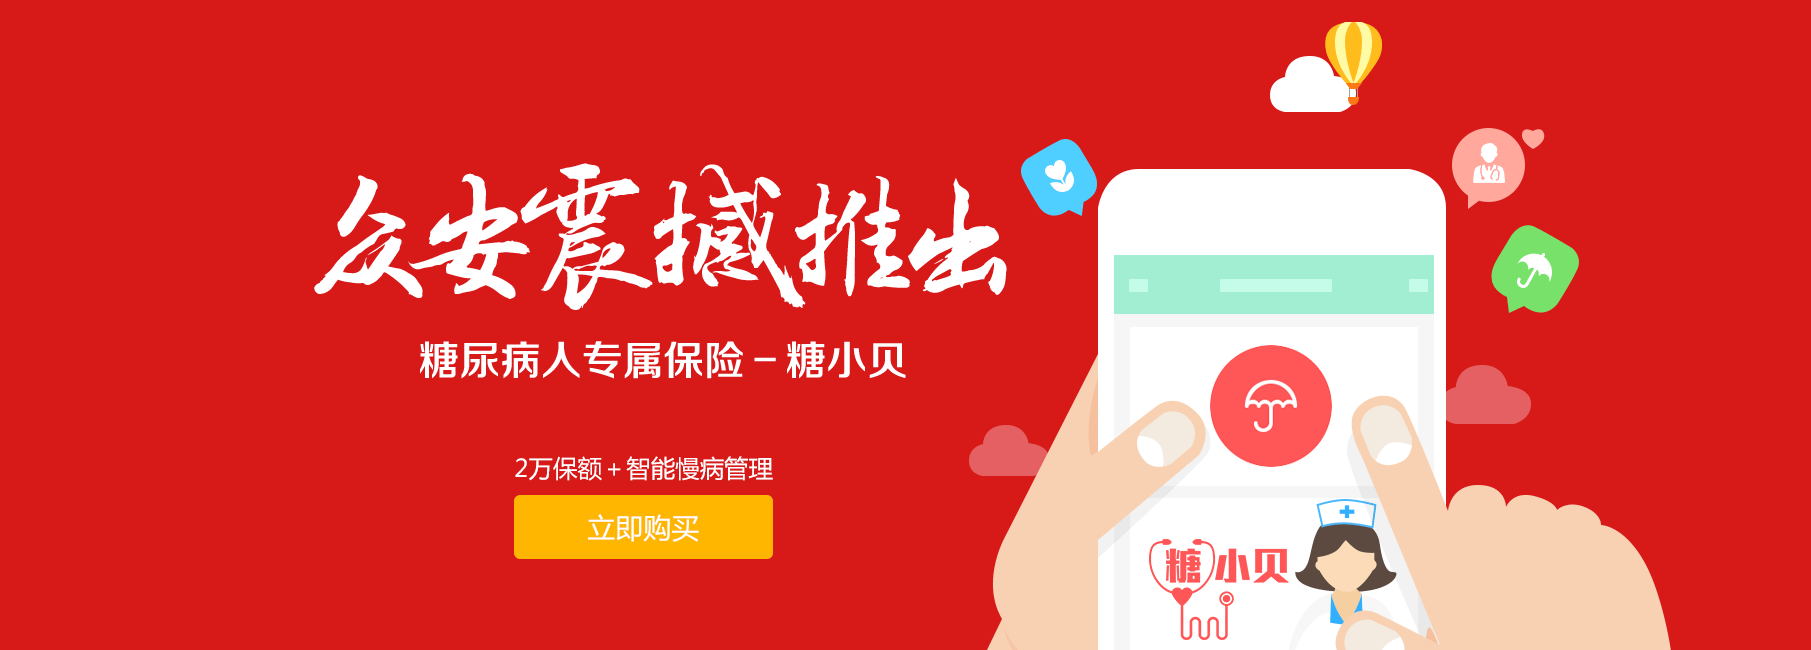 众安震撼推出
糖尿病人专属保险－糖小贝
2万保额＋智能慢病管理
立即购买
糖小贝